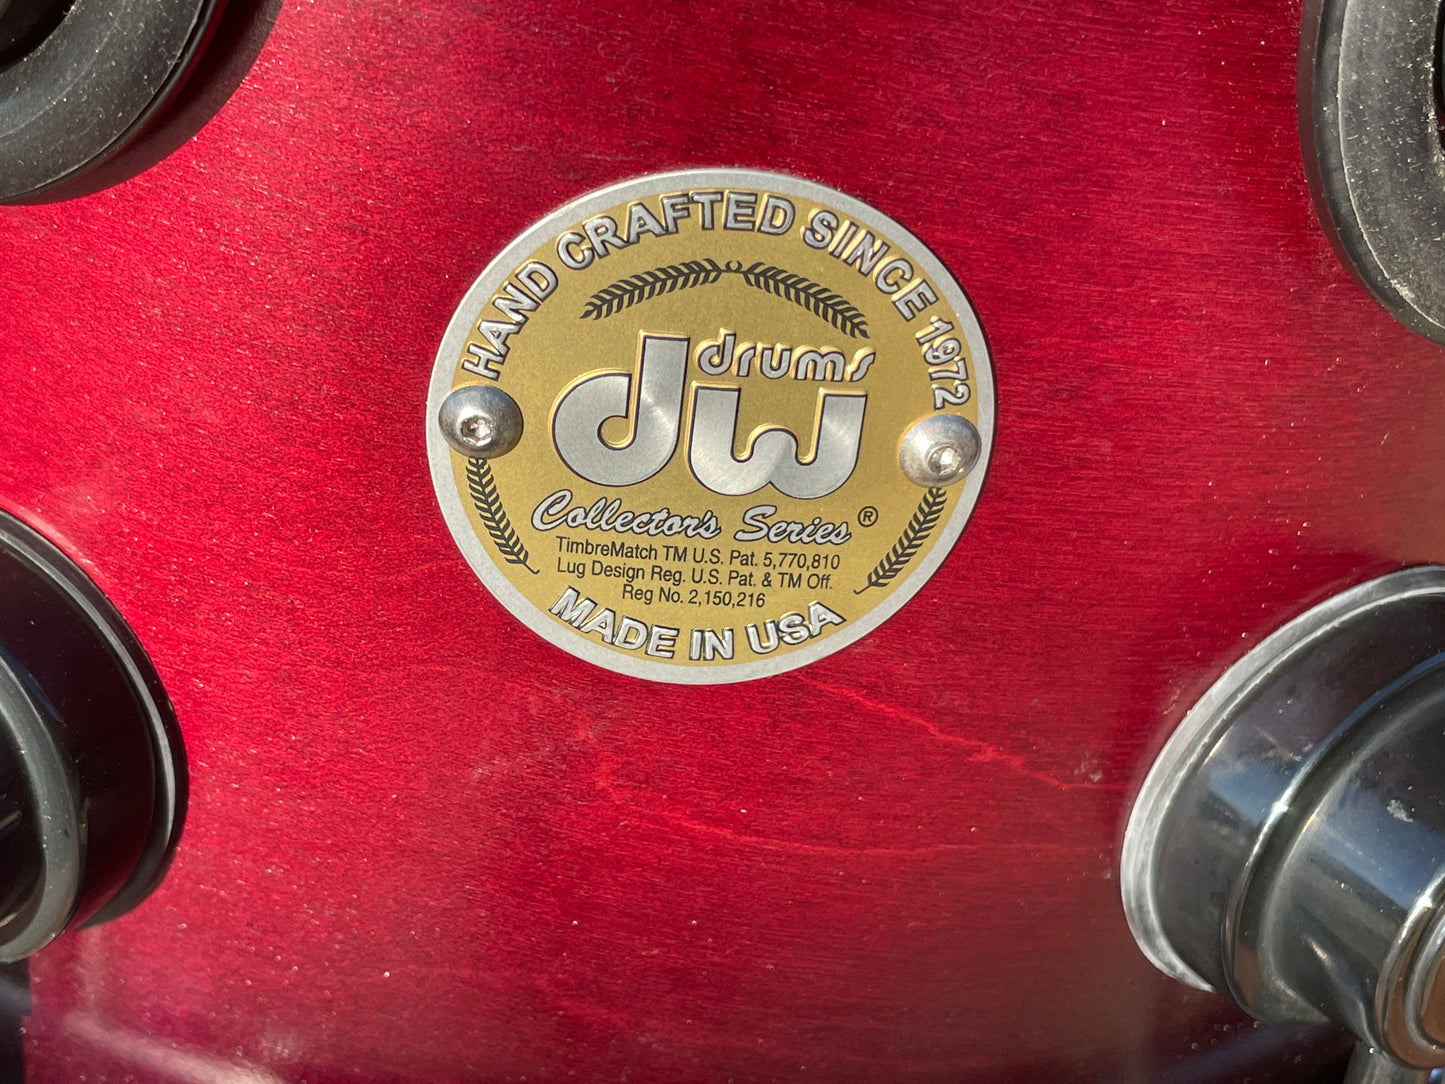 HAND CRAFTED SINCE 1972
drums
dw
Collector's Series ®
TimbreMatch TM U.S. Pat. 5,770,810
Lug Design Reg. U.S. Pat. & TM Off.
Reg No. 2,150,216
MADE IN USA